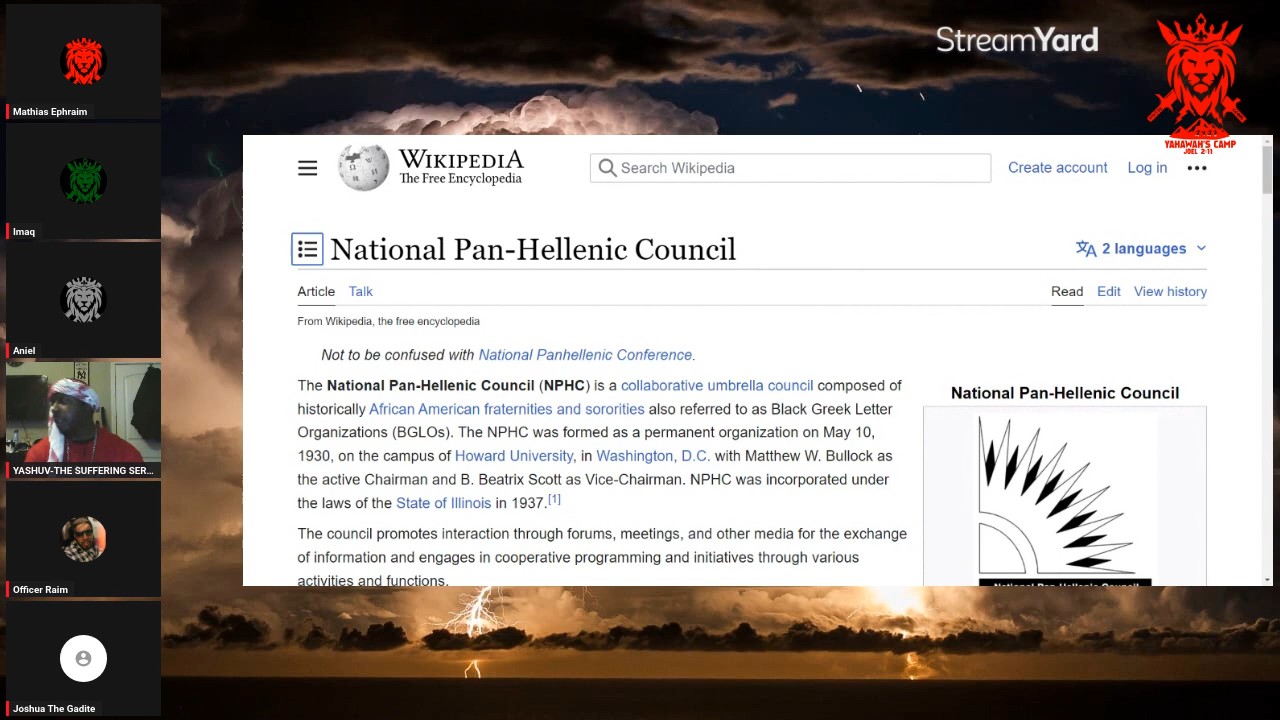 StreamYard
YAHAWAH'S CAMP
JOEL 2:11
Mathias Ephraim
Imaq
Aniel
YASHUV-THE SUFFERING SER...
Officer Raim
Joshua The Gadite
WIKIPEDIA
The Free Encyclopedia
Search Wikipedia
Create account
Log in
National Pan-Hellenic Council
2 languages
Article
Talk
Read
Edit
View history
From Wikipedia, the free encyclopedia
Not to be confused with National Panhellenic Conference.
The National Pan-Hellenic Council (NPHC) is a collaborative umbrella council composed of
historically African American fraternities and sororities also referred to as Black Greek Letter
Organizations (BGLOs). The NPHC was formed as a permanent organization on May 10,
1930, on the campus of Howard University, in Washington, D.C. with Matthew W. Bullock as
the active Chairman and B. Beatrix Scott as Vice-Chairman. NPHC was incorporated under
the laws of the State of Illinois in 1937.[1]
The council promotes interaction through forums, meetings, and other media for the exchange
of information and engages in cooperative programming and initiatives through various
activities and functions.
National Pan-Hellenic Council
National Pan-Hellenic Council